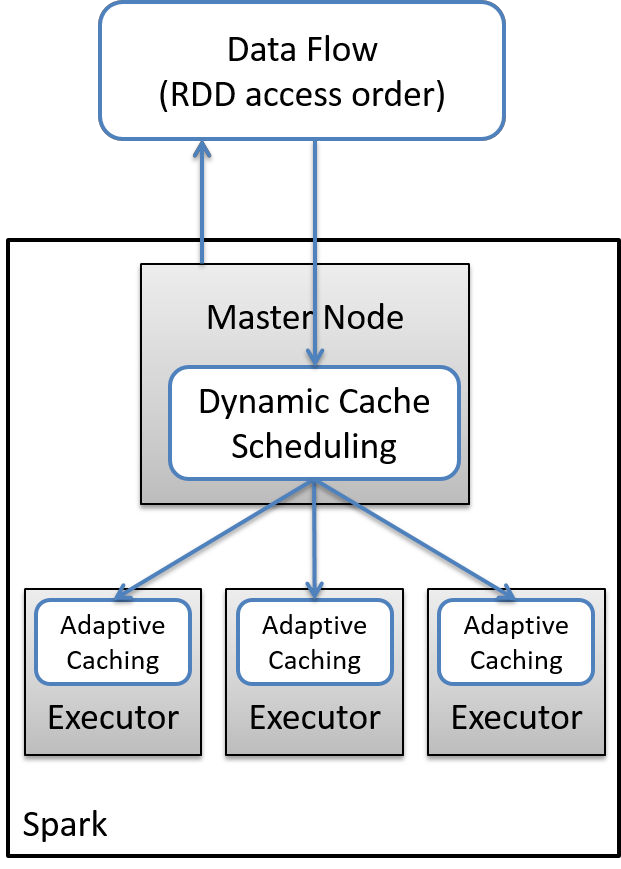 Data Flow
(RDD access order)
Master Node
Dynamic Cache
Scheduling
Adaptive
Caching
Executor
Adaptive
Caching
Executor
Adaptive
Caching
Executor
Spark